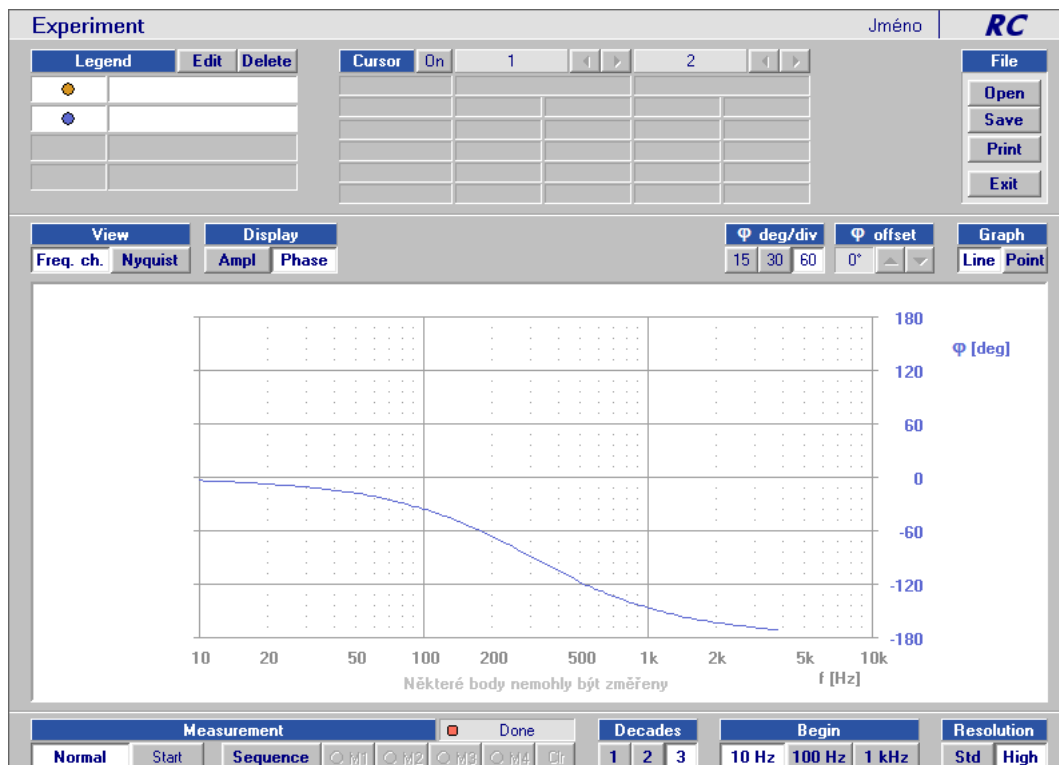 Experiment Jméno RC
Legend Edit Delete Cursor On 1 2 File
Open
Save
Print
Exit
View Display φ deg/div φ offset Graph
Freq. ch. Nyquist Ampl Phase 15 30 60 0° Line Point
180
φ [deg]
120
60
0
-60
-120
-180
10 20 50 100 200 500 1k 2k 5k 10k
f [Hz]
Některé body nemohly být změřeny
Measurement Done Decades Begin Resolution
Normal Start Sequence M1 M2 M3 M4 Clr 1 2 3 10 Hz 100 Hz 1 kHz Std High